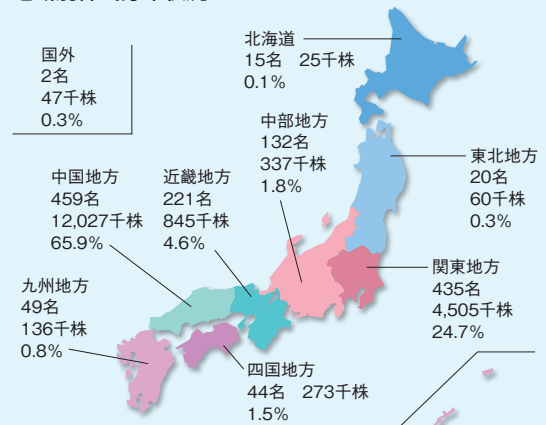 国外
2名
47千株
0.3%
北海道
15名　25千株
0.1%
中部地方
132名
337千株
1.8%
東北地方
20名
60千株
0.3%
中国地方
459名
12,027千株
65.9%
近畿地方
221名
845千株
4.6%
関東地方
435名
4,505千株
24.7%
九州地方
49名
136千株
0.8%
四国地方
44名　273千株
1.5%